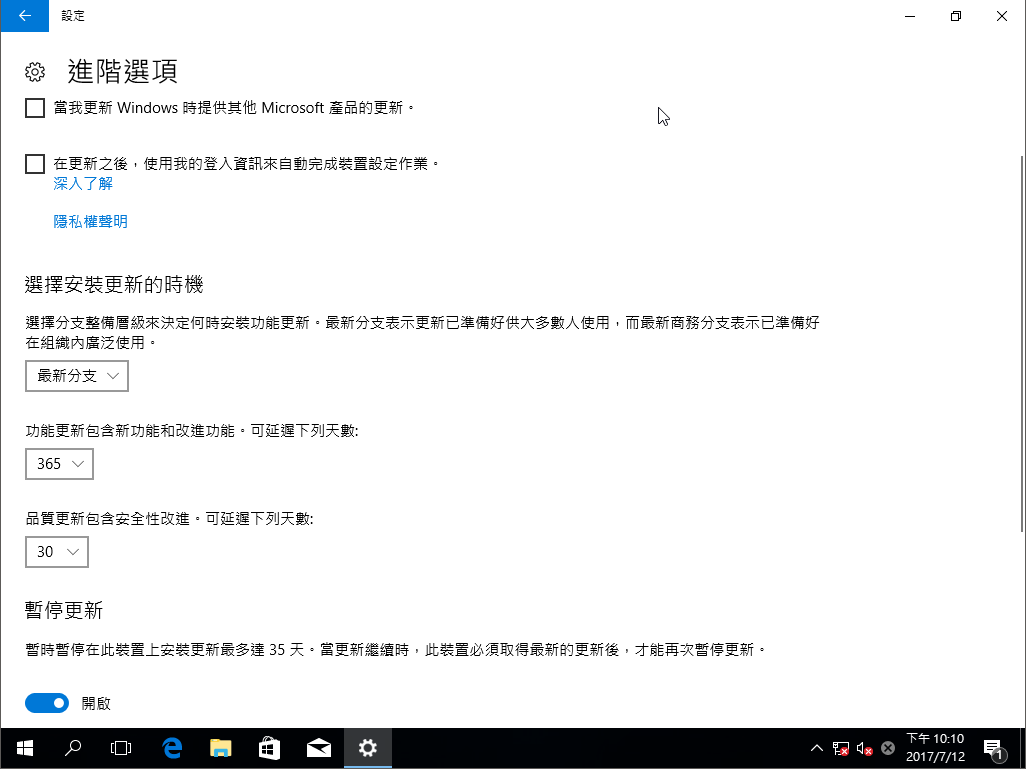 設定
進階選項
當我更新 Windows 時提供其他 Microsoft 產品的更新。
在更新之後，使用我的登入資訊來自動完成裝置設定作業。
深入了解
隱私權聲明
選擇安裝更新的時機
選擇分支整備層級來決定何時安裝功能更新。最新分支表示更新已準備好供大多數人使用，而最新商務分支表示已準備好
在組織內廣泛使用。
最新分支
功能更新包含新功能和改進功能。可延遲下列天數:
365
品質更新包含安全性改進。可延遲下列天數:
30
暫停更新
暫時暫停在此裝置上安裝更新最多達 35 天。當更新繼續時，此裝置必須取得最新的更新後，才能再次暫停更新。
開啟
下午 10:10
2017/7/12
1